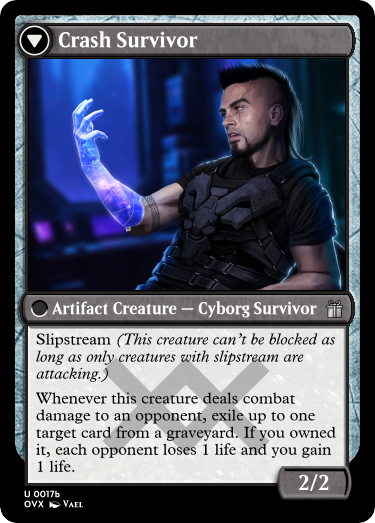 Crash Survivor
Artifact Creature — Cyborg Survivor
Slipstream (This creature can't be blocked as
long as only creatures with slipstream are
attacking.)
Whenever this creature deals combat
damage to an opponent, exile up to one
target card from a graveyard. If you owned
it, each opponent loses 1 life and you gain
1 life.
2/2
U 0017b
OVX VAEL